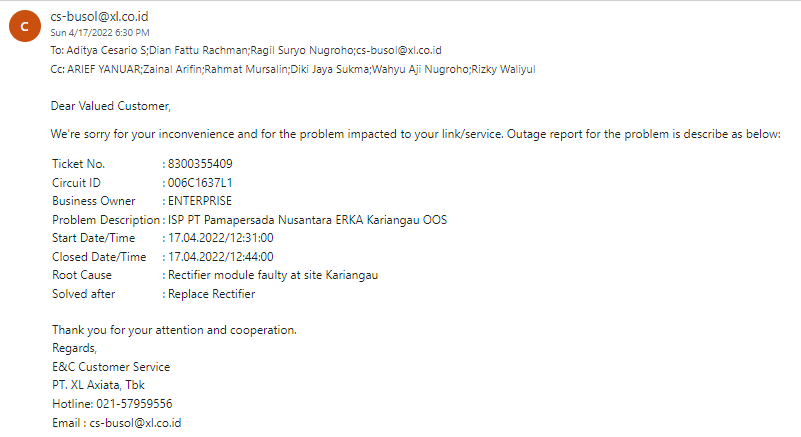 C
cs-busol@xl.co.id
Sun 4/17/2022 6:30 PM
To: Aditya Cesario S;Dian Fattu Rachman;Ragil Suryo Nugroho;cs-busol@xl.co.id
Cc: ARIEF YANUAR;Zainal Arifin;Rahmat Mursalin;Diki Jaya Sukma;Wahyu Aji Nugroho;Rizky Waliyul
Dear Valued Customer,
We're sorry for your inconvenience and for the problem impacted to your link/service. Outage report for the problem is describe as below:
Ticket No. : 8300355409
Circuit ID : 006C1637L1
Business Owner : ENTERPRISE
Problem Description : ISP PT Pamapersada Nusantara ERKA Kariangau OOS
Start Date/Time : 17.04.2022/12:31:00
Closed Date/Time : 17.04.2022/12:44:00
Root Cause : Rectifier module faulty at site Kariangau
Solved after : Replace Rectifier
Thank you for your attention and cooperation.
Regards,
E&C Customer Service
PT. XL Axiata, Tbk
Hotline: 021-57959556
Email : cs-busol@xl.co.id